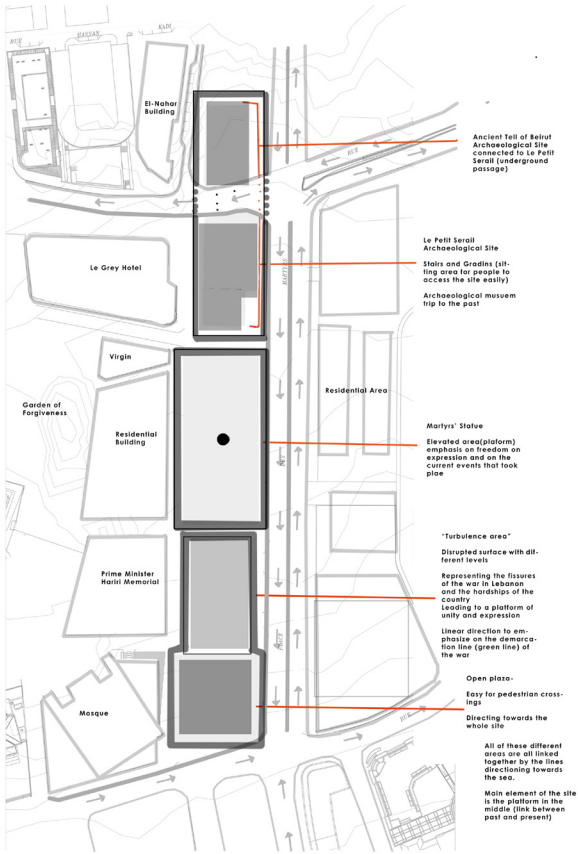 RUE
HASSAN
KADI
El-Nahar
Building
RUE
Ancient Tell of Beirut
Archaeological Site
connected to Le Petit
Serail (underground
passage)
Le Petit Serail
Archaeological Site
Stairs and Gradins (sit-
ting area for people to
access the site easily)
Archaeological musuem
trip to the past
Le Grey Hotel
MARTYRS
Virgin
Residential Area
Garden of
Forgiveness
Residential
Building
Martyrs' Statue
Elevated area(plaform)
emphasis on freedom on
expression and on the
current events that took
plae
DES
"Turbulence area"
Disrupted surface with dif-
ferent levels
Representing the fissures
of the war in Lebanon
and the hardships of the
country
Leading to a platform of
unity and expression
Linear direction to em-
phasize on the demarca-
tion line (green line) of
the war
Prime Minister
Hariri Memorial
PLACE
Open plaza-
Easy for pedestrian cross-
ings
Directing towards the
whole site
Mosque
RUE
All of these different
areas are all linked
together by the lines
directioning towards
the sea.
Main element of the site
is the platform in the
middle (link between
past and present)